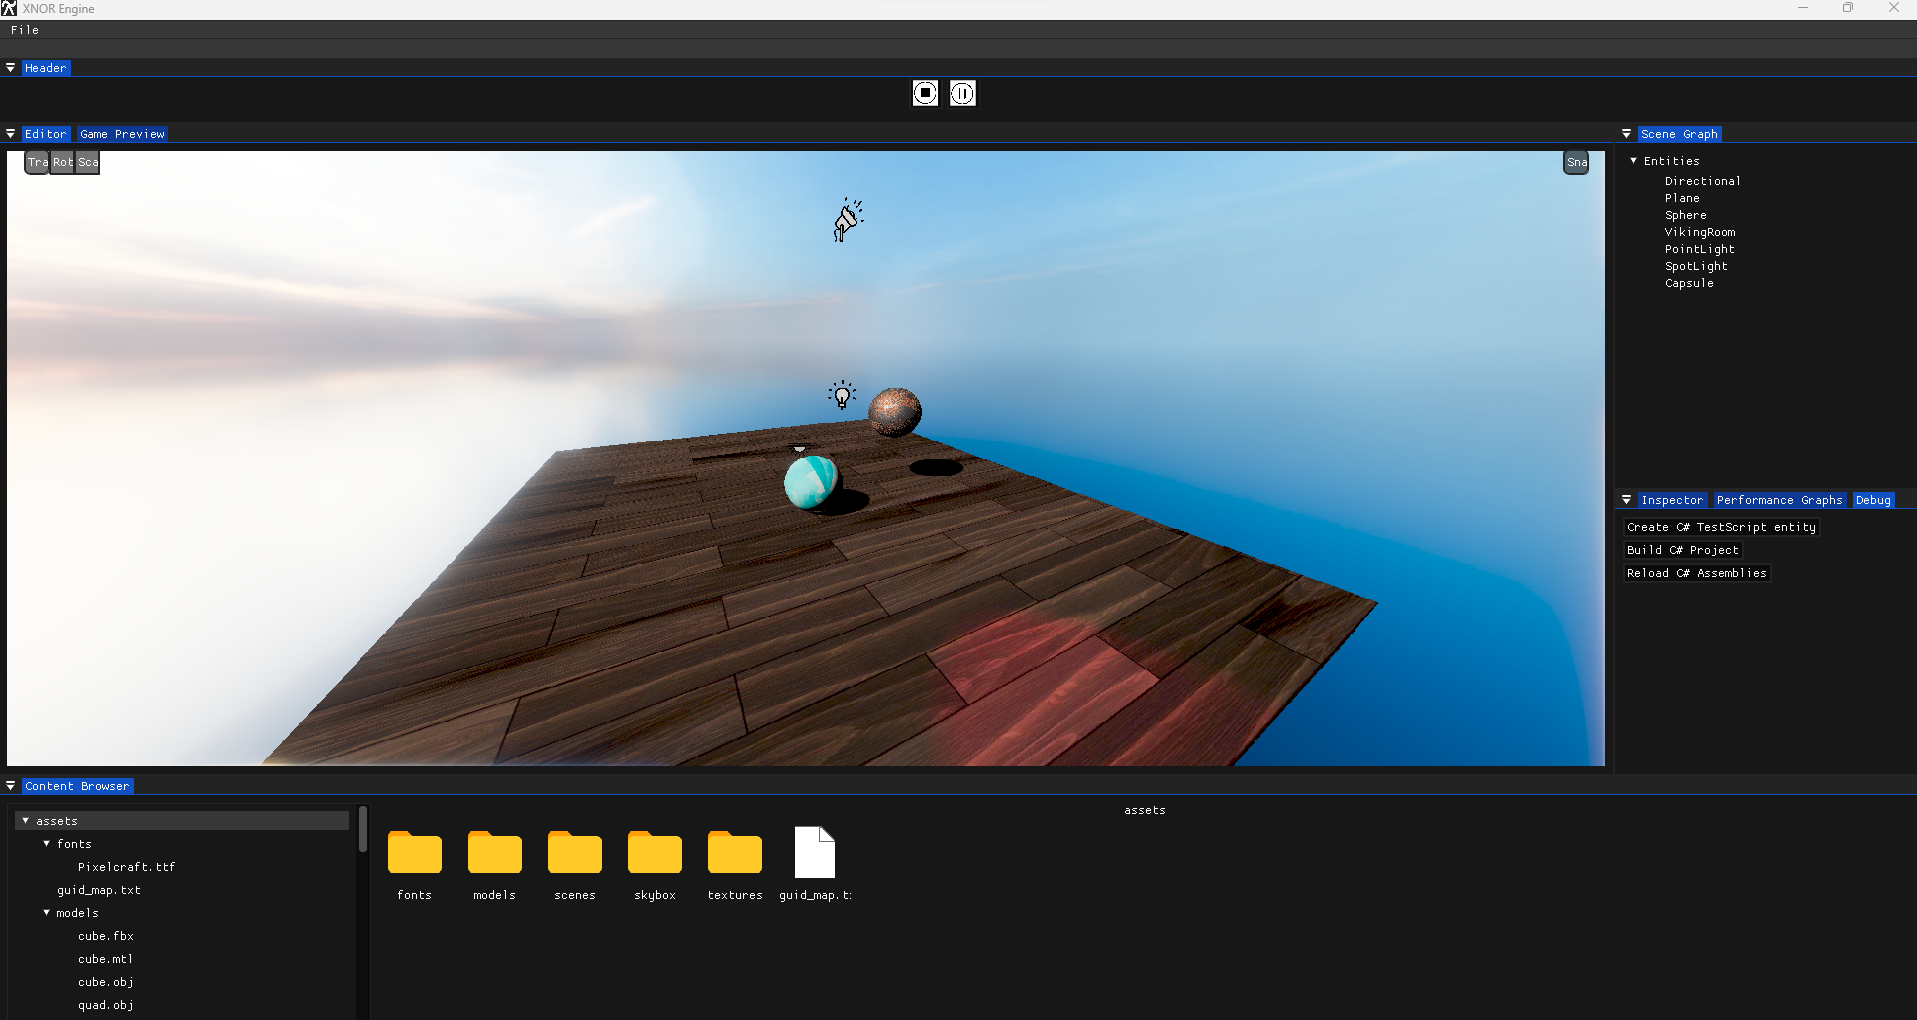 XNOR Engine
File
Header
Editor Game Preview
Tra Rot Sca
Sna
Scene Graph
Entities
Directional
Plane
Sphere
VikingRoom
PointLight
SpotLight
Capsule
Inspector Performance Graphs Debug
Create C# TestScript entity
Build C# Project
Reload C# Assemblies
Content Browser
assets
fonts
Pixelcraft.ttf
guid_map.txt
models
cube.fbx
cube.mtl
cube.obj
quad.obj
assets
fonts models scenes skybox textures guid_map.t